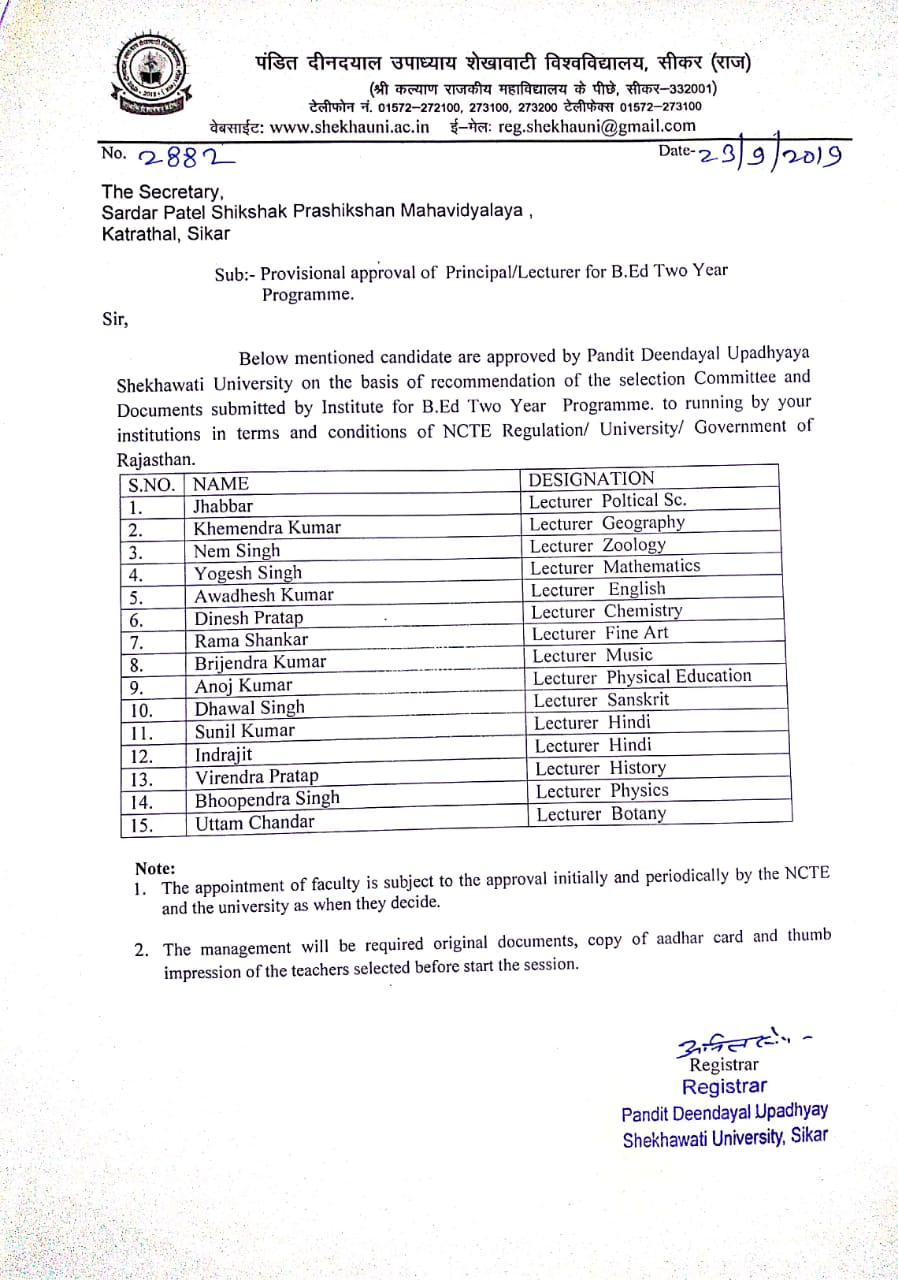 पंडित दीनदयाल उपाध्याय शेखावाटी विश्वविद्यालय, सीकर (राज)
(श्री कल्याण राजकीय महाविद्यालय के पीछे, सीकर–332001)
टेलीफोन नं. 01572–272100, 273100, 273200 टेलीफेक्स 01572–273100
वेबसाईटः www.shekhauni.ac.in ई–मेलः reg.shekhauni@gmail.com
No. 2882 Date- 23/9/2019
The Secretary,
Sardar Patel Shikshak Prashikshan Mahavidyalaya ,
Katrathal, Sikar
Sub:- Provisional approval of Principal/Lecturer for B.Ed Two Year
Programme.
Sir,
Below mentioned candidate are approved by Pandit Deendayal Upadhyaya
Shekhawati University on the basis of recommendation of the selection Committee and
Documents submitted by Institute for B.Ed Two Year Programme. to running by your
institutions in terms and conditions of NCTE Regulation/ University/ Government of
Rajasthan.
S.NO. NAME DESIGNATION
1. Jhabbar Lecturer Poltical Sc.
2. Khemendra Kumar Lecturer Geography
3. Nem Singh Lecturer Zoology
4. Yogesh Singh Lecturer Mathematics
5. Awadhesh Kumar Lecturer English
6. Dinesh Pratap Lecturer Chemistry
7. Rama Shankar Lecturer Fine Art
8. Brijendra Kumar Lecturer Music
9. Anoj Kumar Lecturer Physical Education
10. Dhawal Singh Lecturer Sanskrit
11. Sunil Kumar Lecturer Hindi
12. Indrajit Lecturer Hindi
13. Virendra Pratap Lecturer History
14. Bhoopendra Singh Lecturer Physics
15. Uttam Chandar Lecturer Botany
Note:
1. The appointment of faculty is subject to the approval initially and periodically by the NCTE
and the university as when they decide.
2. The management will be required original documents, copy of aadhar card and thumb
impression of the teachers selected before start the session.
Registrar
Registrar
Pandit Deendayal Upadhyay
Shekhawati University, Sikar